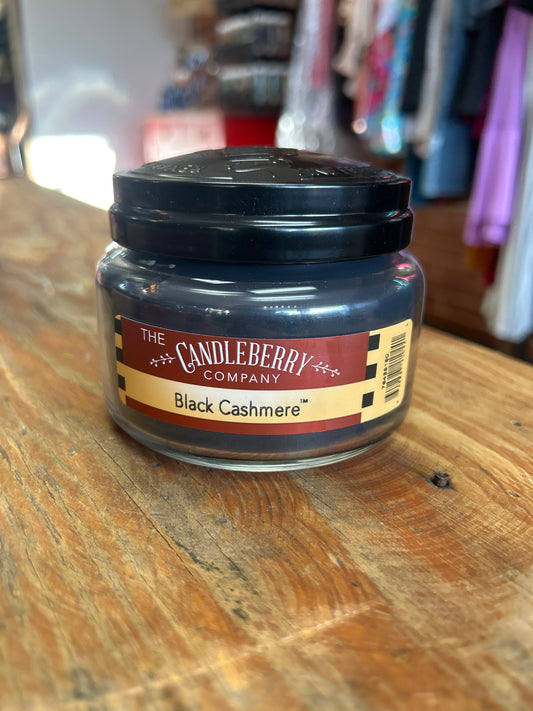 THE
CANDLEBERRY
COMPANY
Black Cashmere™